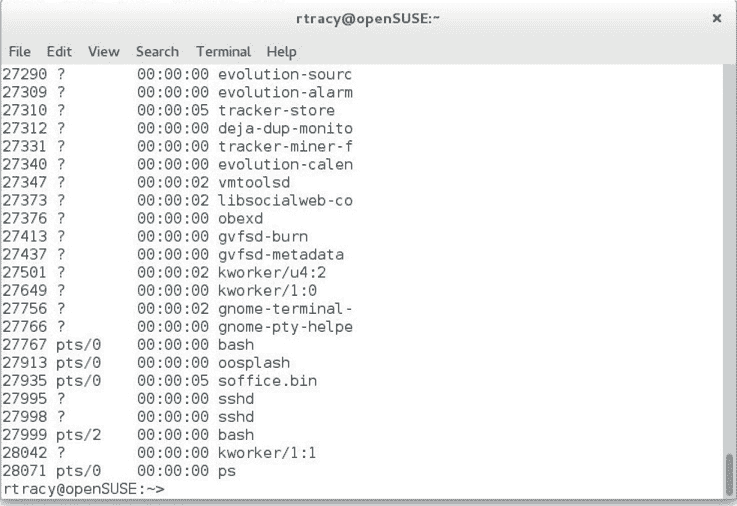 rtracy@openSUSE:~ ×
File Edit View Search Terminal Help
27290 ? 00:00:00 evolution-sourc
27309 ? 00:00:00 evolution-alarm
27310 ? 00:00:05 tracker-store
27312 ? 00:00:00 deja-dup-monito
27331 ? 00:00:00 tracker-miner-f
27340 ? 00:00:00 evolution-calen
27347 ? 00:00:02 vmtoolsd
27373 ? 00:00:02 libsocialweb-co
27376 ? 00:00:00 obexd
27413 ? 00:00:00 gvfsd-burn
27437 ? 00:00:00 gvfsd-metadata
27501 ? 00:00:02 kworker/u4:2
27649 ? 00:00:00 kworker/1:0
27756 ? 00:00:02 gnome-terminal-
27766 ? 00:00:00 gnome-pty-helpe
27767 pts/0 00:00:00 bash
27913 pts/0 00:00:00 oosplash
27935 pts/0 00:00:05 soffice.bin
27995 ? 00:00:00 sshd
27998 ? 00:00:00 sshd
27999 pts/2 00:00:00 bash
28042 ? 00:00:00 kworker/1:1
28071 pts/0 00:00:00 ps
rtracy@openSUSE:~>